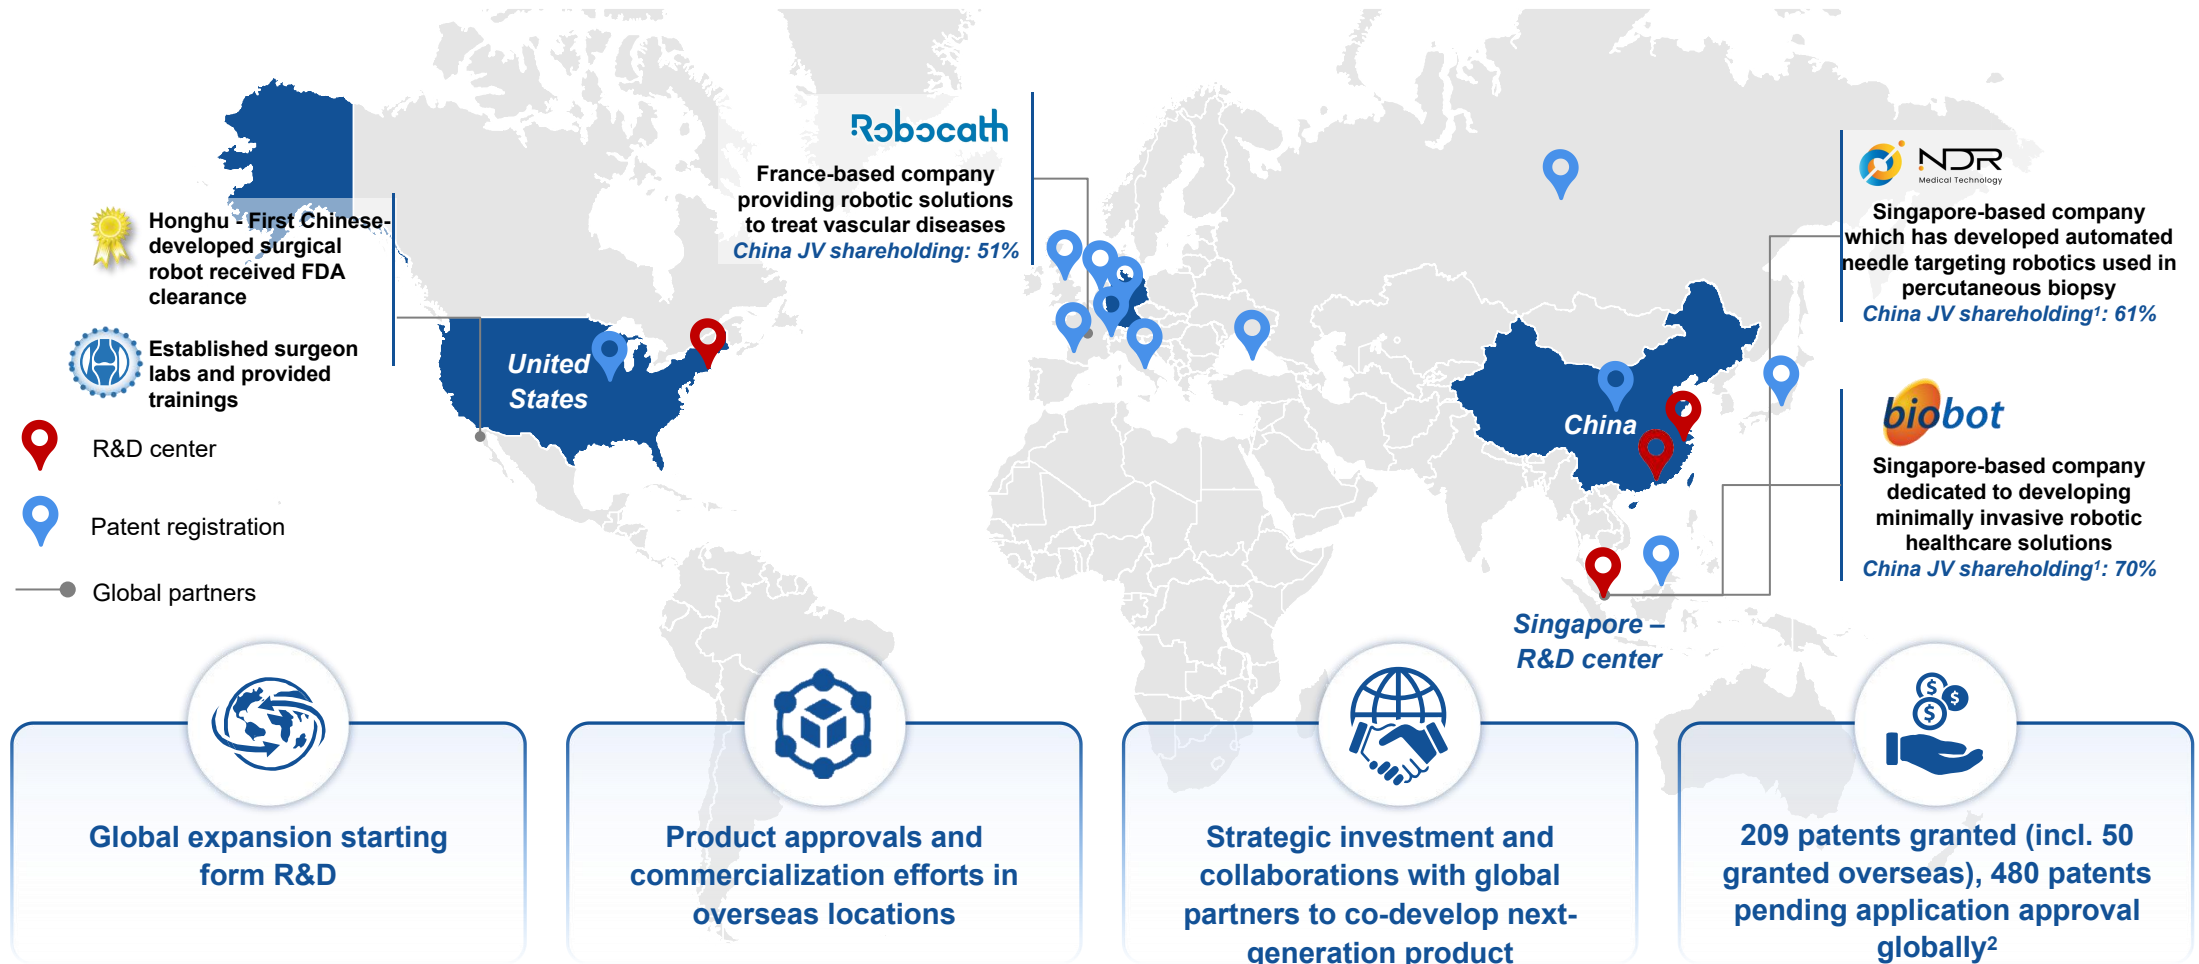 Robocath
France-based company
providing robotic solutions
to treat vascular diseases
China JV shareholding: 51%
NDR
Medical Technology
Singapore-based company
which has developed automated
needle targeting robotics used in
percutaneous biopsy
China JV shareholding¹: 61%
Honghu - First Chinese-
developed surgical
robot received FDA
clearance
Established surgeon
labs and provided
trainings
United
States
China
biobot
Singapore-based company
dedicated to developing
minimally invasive robotic
healthcare solutions
China JV shareholding¹: 70%
R&D center
Patent registration
Global partners
Singapore –
R&D center
Global expansion starting
form R&D
Product approvals and
commercialization efforts in
overseas locations
Strategic investment and
collaborations with global
partners to co-develop next-
generation product
209 patents granted (incl. 50
granted overseas), 480 patents
pending application approval
globally²